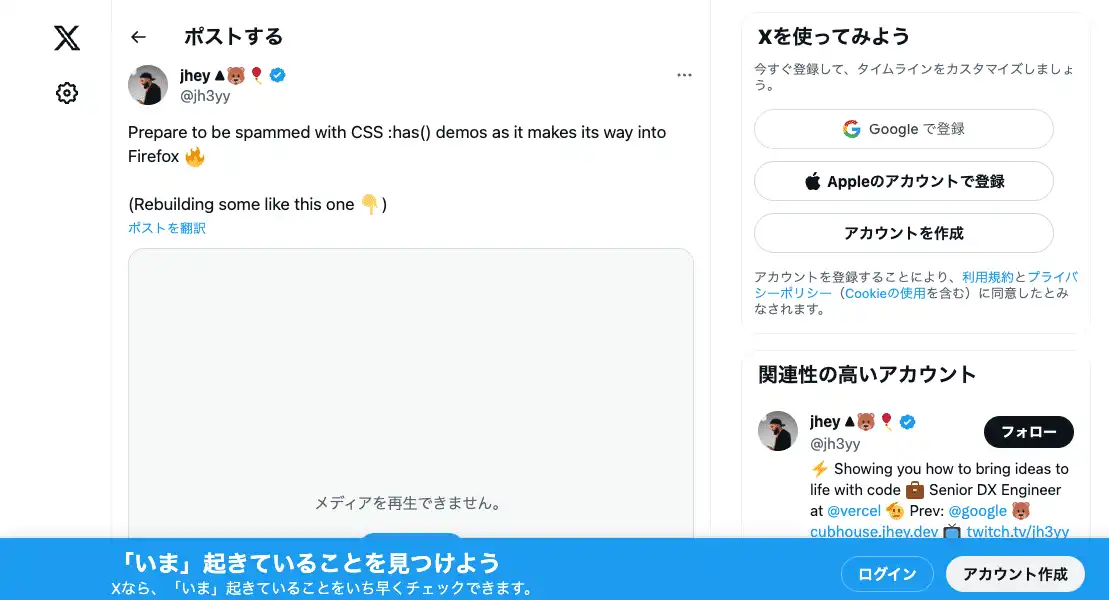 ポストする
jhey ▲🐻🎈
@jh3yy
Prepare to be spammed with CSS :has() demos as it makes its way into
Firefox 🔥
(Rebuilding some like this one 👇)
ポストを翻訳
メディアを再生できません。
Xを使ってみよう
今すぐ登録して、タイムラインをカスタマイズしましょ
う。
Google で登録
Appleのアカウントで登録
アカウントを作成
アカウントを登録することにより、利用規約とプライバ
シーポリシー（Cookieの使用を含む）に同意したとみ
なされます。
関連性の高いアカウント
jhey ▲🐻🎈
@jh3yy
フォロー
⚡ Showing you how to bring ideas to
life with code 💼 Senior DX Engineer
at @vercel 🫡 Prev: @google 🐻
cubhouse.jhey.dev 📺 twitch.tv/jh3yy
「いま」起きていることを見つけよう
Xなら、「いま」起きていることをいち早くチェックできます。
ログイン
アカウント作成